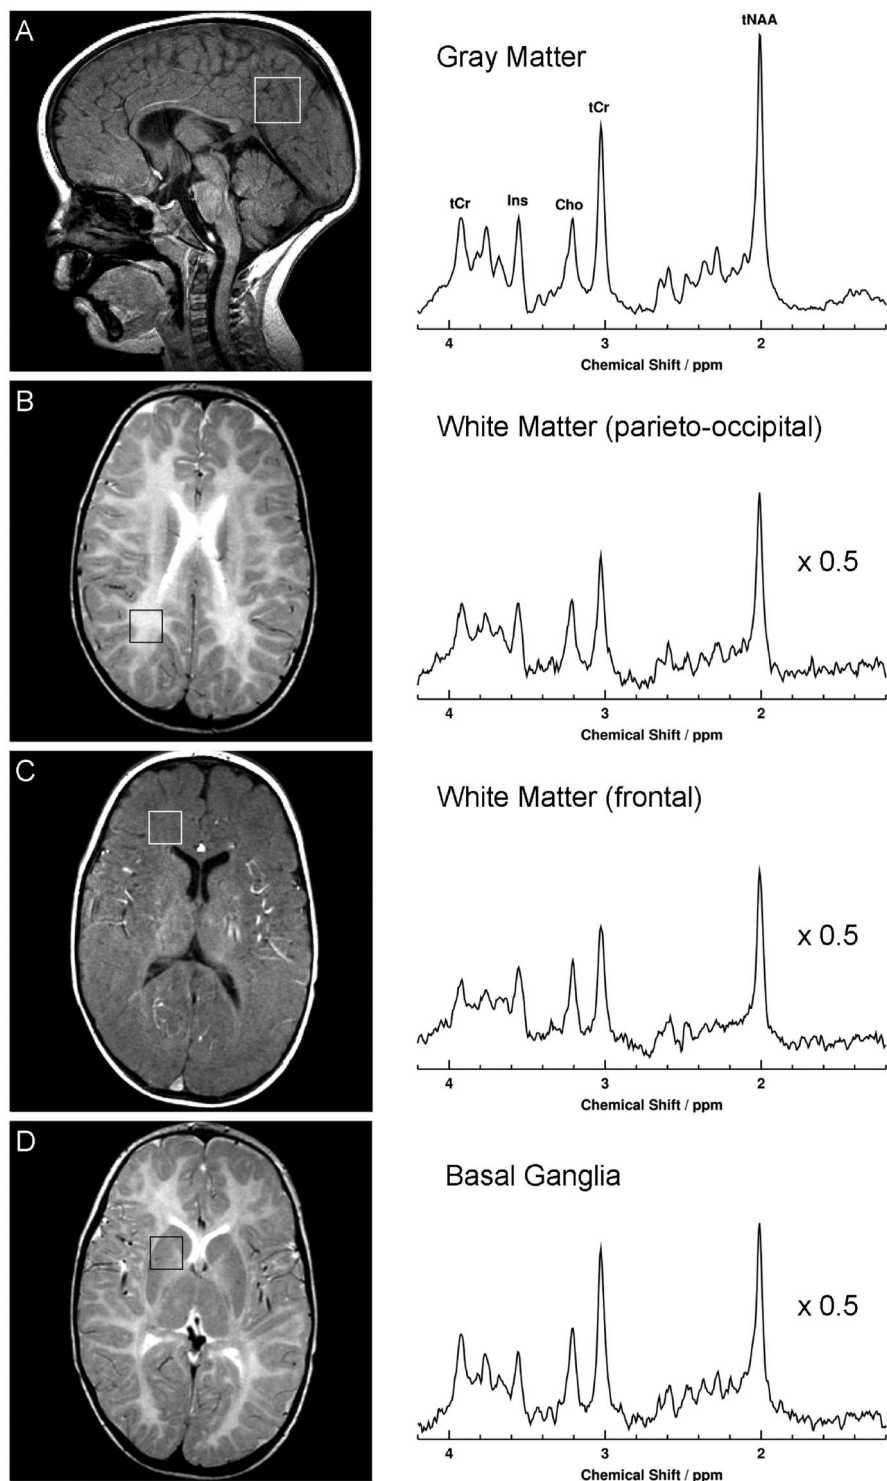 A
Gray Matter
tNAA
tCr
tCr
Ins
Cho
4 3 2
Chemical Shift / ppm
B
White Matter (parieto-occipital)
x 0.5
4 3 2
Chemical Shift / ppm
C
White Matter (frontal)
x 0.5
4 3 2
Chemical Shift / ppm
D
Basal Ganglia
x 0.5
4 3 2
Chemical Shift / ppm